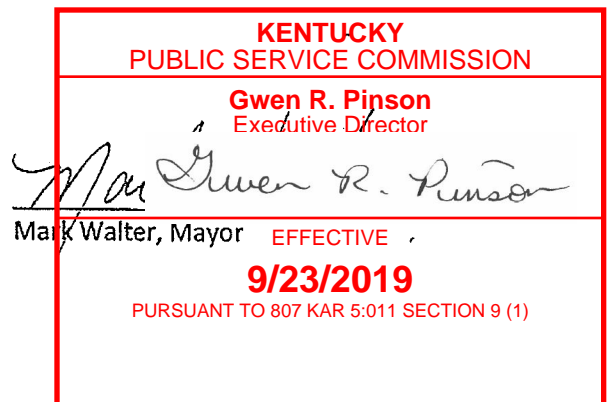 KENTUCKY
PUBLIC SERVICE COMMISSION
Gwen R. Pinson
Executive Director
Gwen R. Pinson
Mark Walter, Mayor
EFFECTIVE
9/23/2019
PURSUANT TO 807 KAR 5:011 SECTION 9 (1)